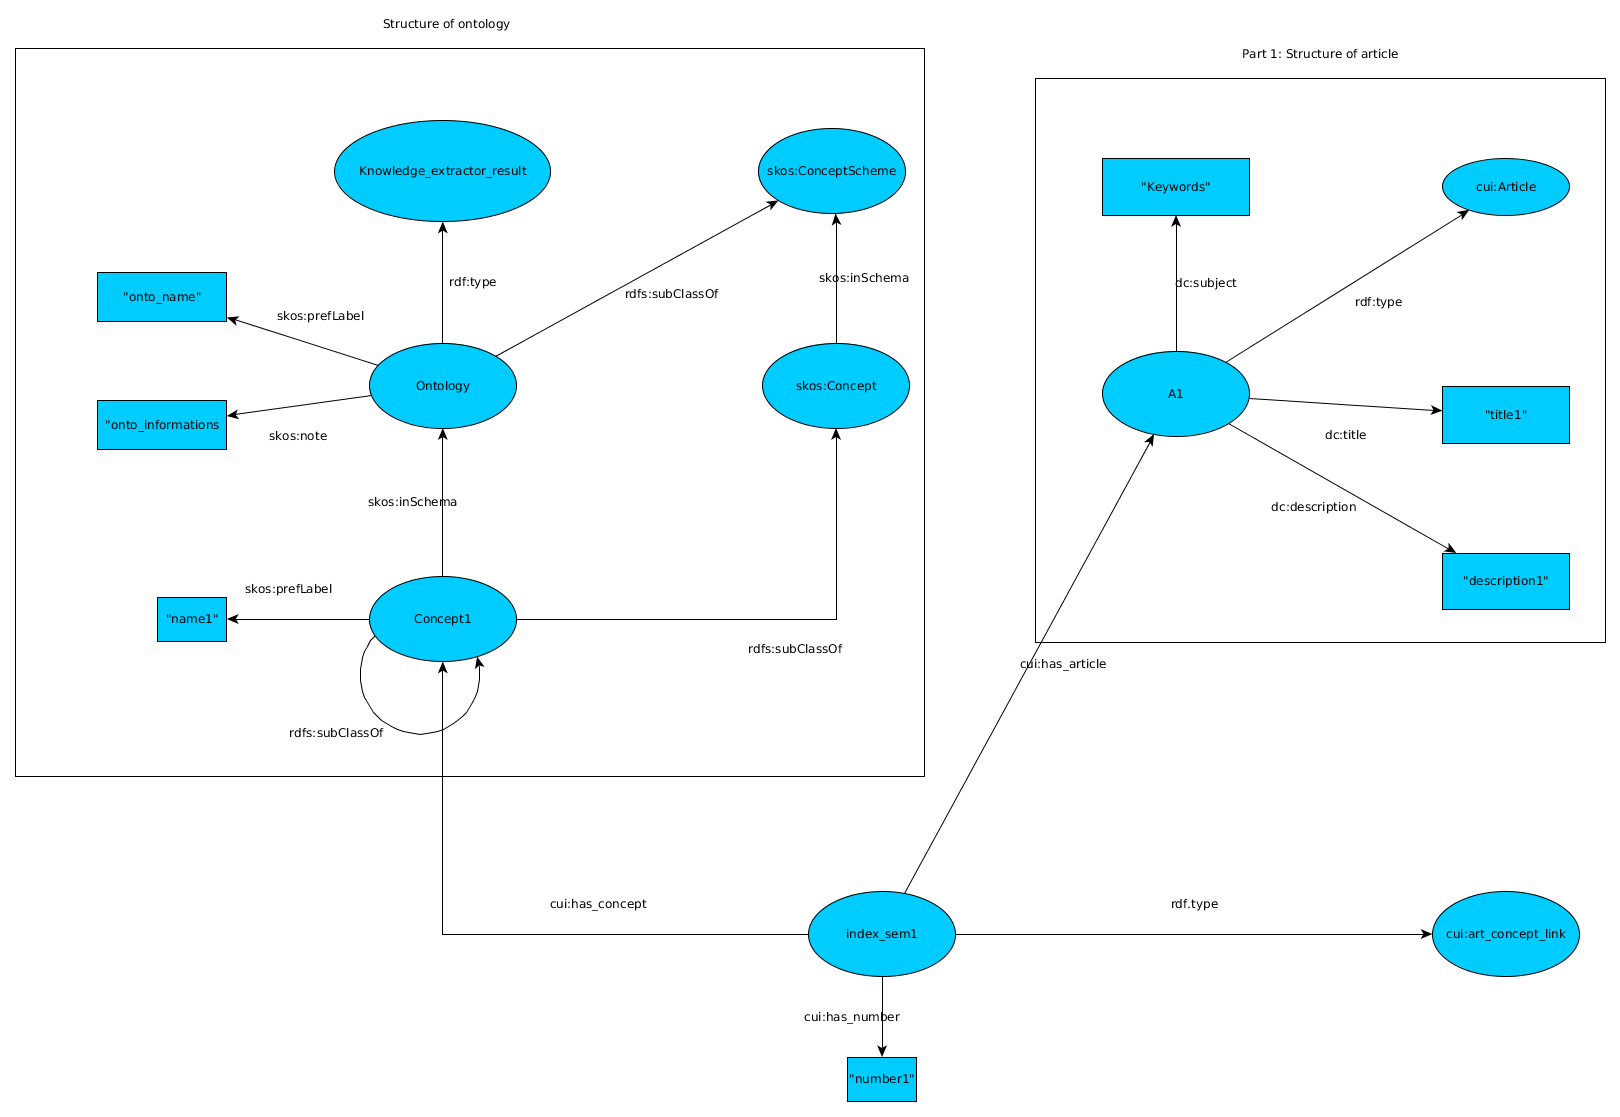 Structure of ontology
Part 1: Structure of article
Knowledge_extractor_result
skos:ConceptScheme
"Keywords"
cui:Article
rdf:type
skos:inSchema
dc:subject
rdfs:subClassOf
"onto_name"
rdf:type
skos:prefLabel
Ontology
skos:Concept
A1
"title1"
"onto_informations
skos:note
dc:title
skos:inSchema
dc:description
"description1"
skos:prefLabel
"name1"
Concept1
rdfs:subClassOf
cui:has_article
rdfs:subClassOf
cui:has_concept
rdf.type
index_sem1
cui:art_concept_link
cui:has_number
"number1"